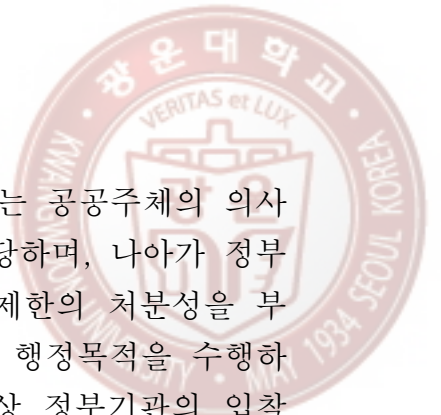 광운대학교
VERITAS et LUX
KWANGWOON UNIVERSITY • MAY 1934 SEOUL KOREA
는 공공주체의 의사
당하며, 나아가 정부
제한의 처분성을 부
행정목적을 수행하
상 정부기관의 입찰